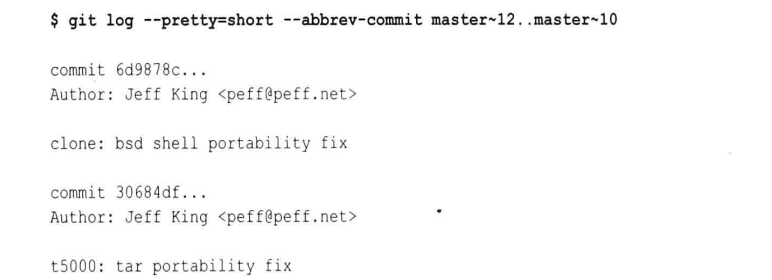 $ git log --pretty=short --abbrev-commit master~12..master~10
commit 6d9878c...
Author: Jeff King <peff@peff.net>
clone: bsd shell portability fix
commit 30684df...
Author: Jeff King <peff@peff.net>
t5000: tar portability fix